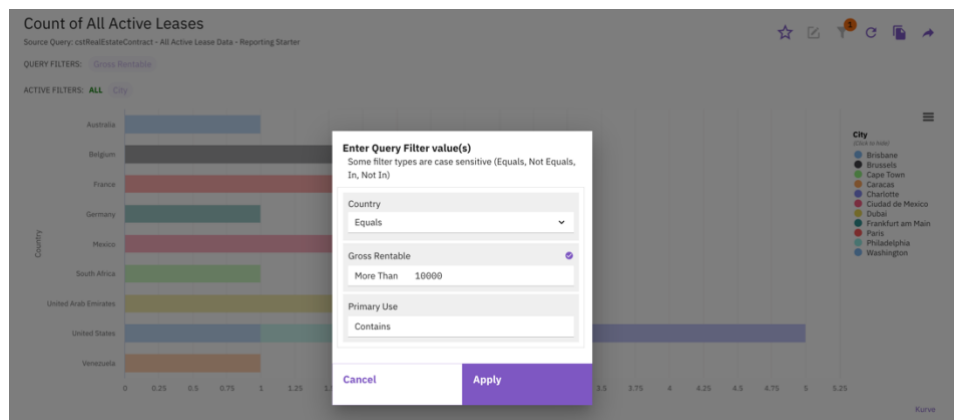 Count of All Active Leases
Source Query: cstRealEstateContract - All Active Lease Data - Reporting Starter
1
QUERY FILTERS: Gross Rentable
ACTIVE FILTERS: ALL City
Australia
Belgium
France
Germany
Mexico
South Africa
United Arab Emirates
United States
Venezuela
Country
0 0.25 0.5 0.75 1 1.25 3.5 3.75 4 4.25 4.5 4.75 5 5.25
Enter Query Filter value(s)
Some filter types are case sensitive (Equals, Not Equals,
In, Not In)
Country
Equals
Gross Rentable
More Than 10000
Primary Use
Contains
Cancel Apply
City
(Click to hide)
Brisbane
Brussels
Cape Town
Caracas
Charlotte
Ciudad de Mexico
Dubai
Frankfurt am Main
Paris
Philadelphia
Washington
Kurve